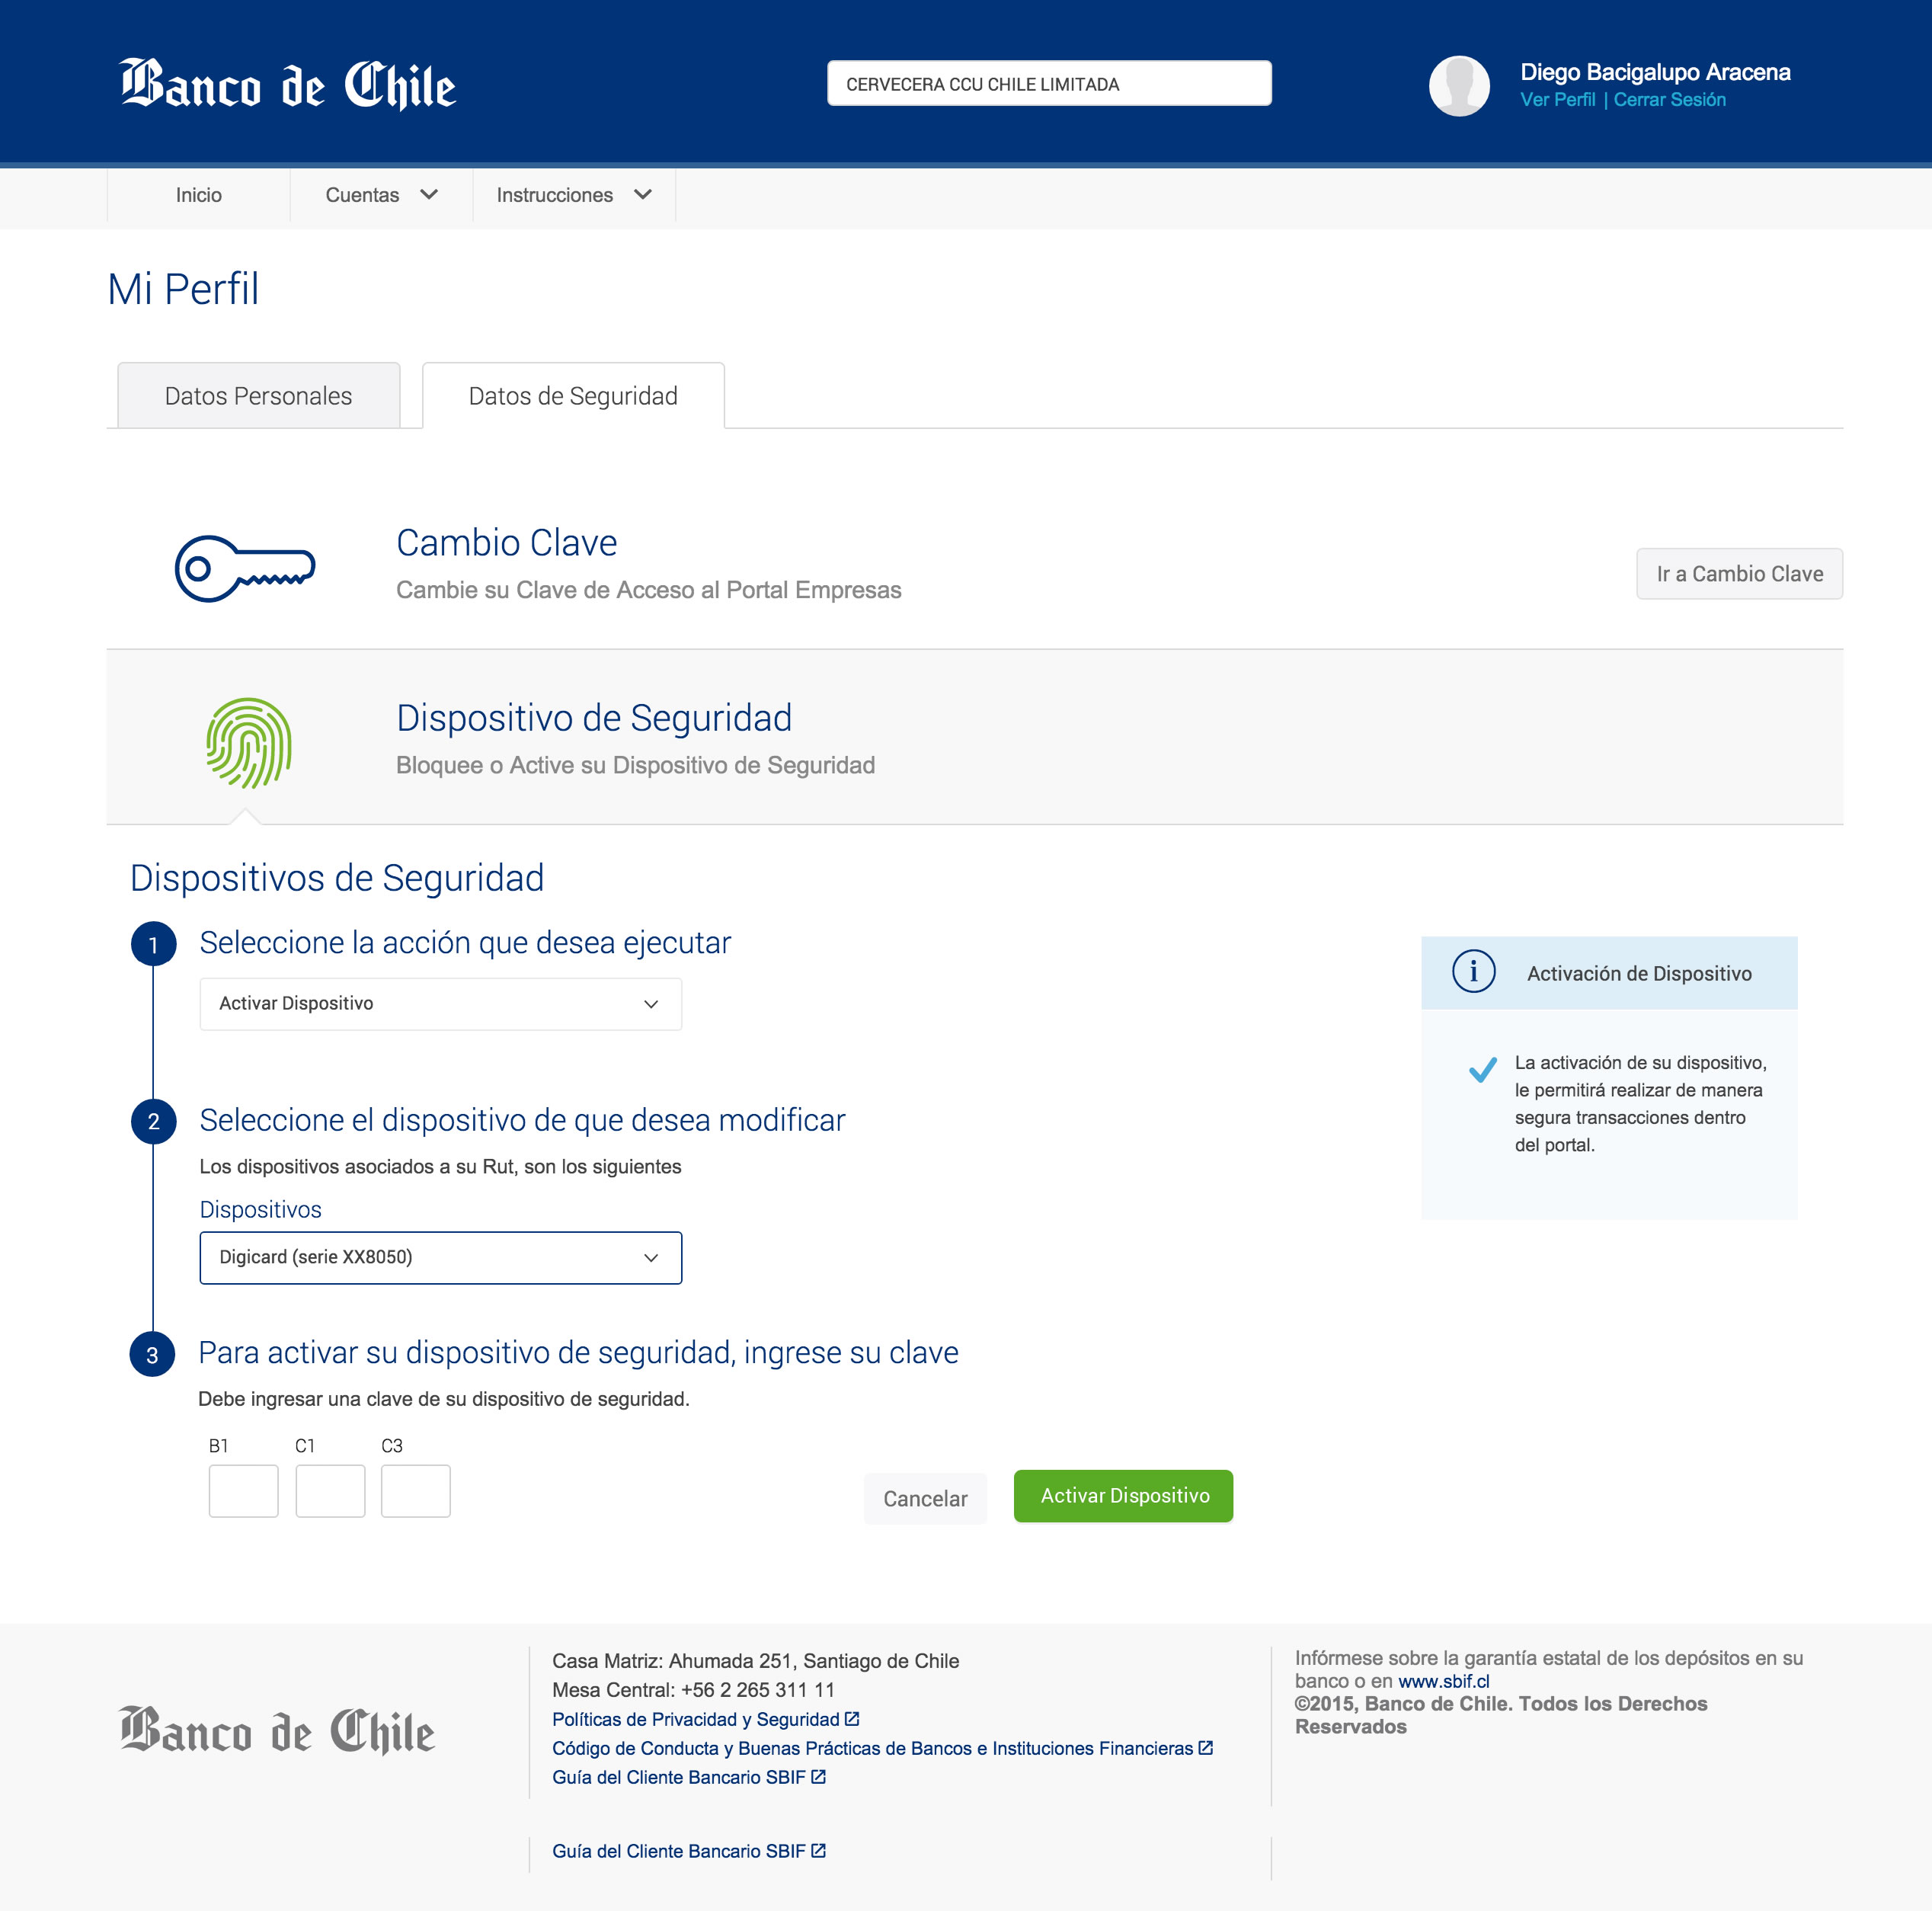 Banco de Chile
CERVECERA CCU CHILE LIMITADA
Diego Bacigalupo Aracena
Ver Perfil | Cerrar Sesión
Inicio
Cuentas
Instrucciones
Mi Perfil
Datos Personales
Datos de Seguridad
Cambio Clave
Cambie su Clave de Acceso al Portal Empresas
Ir a Cambio Clave
Dispositivo de Seguridad
Bloquee o Active su Dispositivo de Seguridad
Dispositivos de Seguridad
1
Seleccione la acción que desea ejecutar
Activar Dispositivo
i
Activación de Dispositivo
La activación de su dispositivo,
le permitirá realizar de manera
segura transacciones dentro
del portal.
2
Seleccione el dispositivo de que desea modificar
Los dispositivos asociados a su Rut, son los siguientes
Dispositivos
Digicard (serie XX8050)
3
Para activar su dispositivo de seguridad, ingrese su clave
Debe ingresar una clave de su dispositivo de seguridad.
B1
C1
C3
Cancelar
Activar Dispositivo
Banco de Chile
Casa Matriz: Ahumada 251, Santiago de Chile
Mesa Central: +56 2 265 311 11
Políticas de Privacidad y Seguridad
Código de Conducta y Buenas Prácticas de Bancos e Instituciones Financieras
Guía del Cliente Bancario SBIF
Guía del Cliente Bancario SBIF
Infórmese sobre la garantía estatal de los depósitos en su
banco o en www.sbif.cl
©2015, Banco de Chile. Todos los Derechos
Reservados